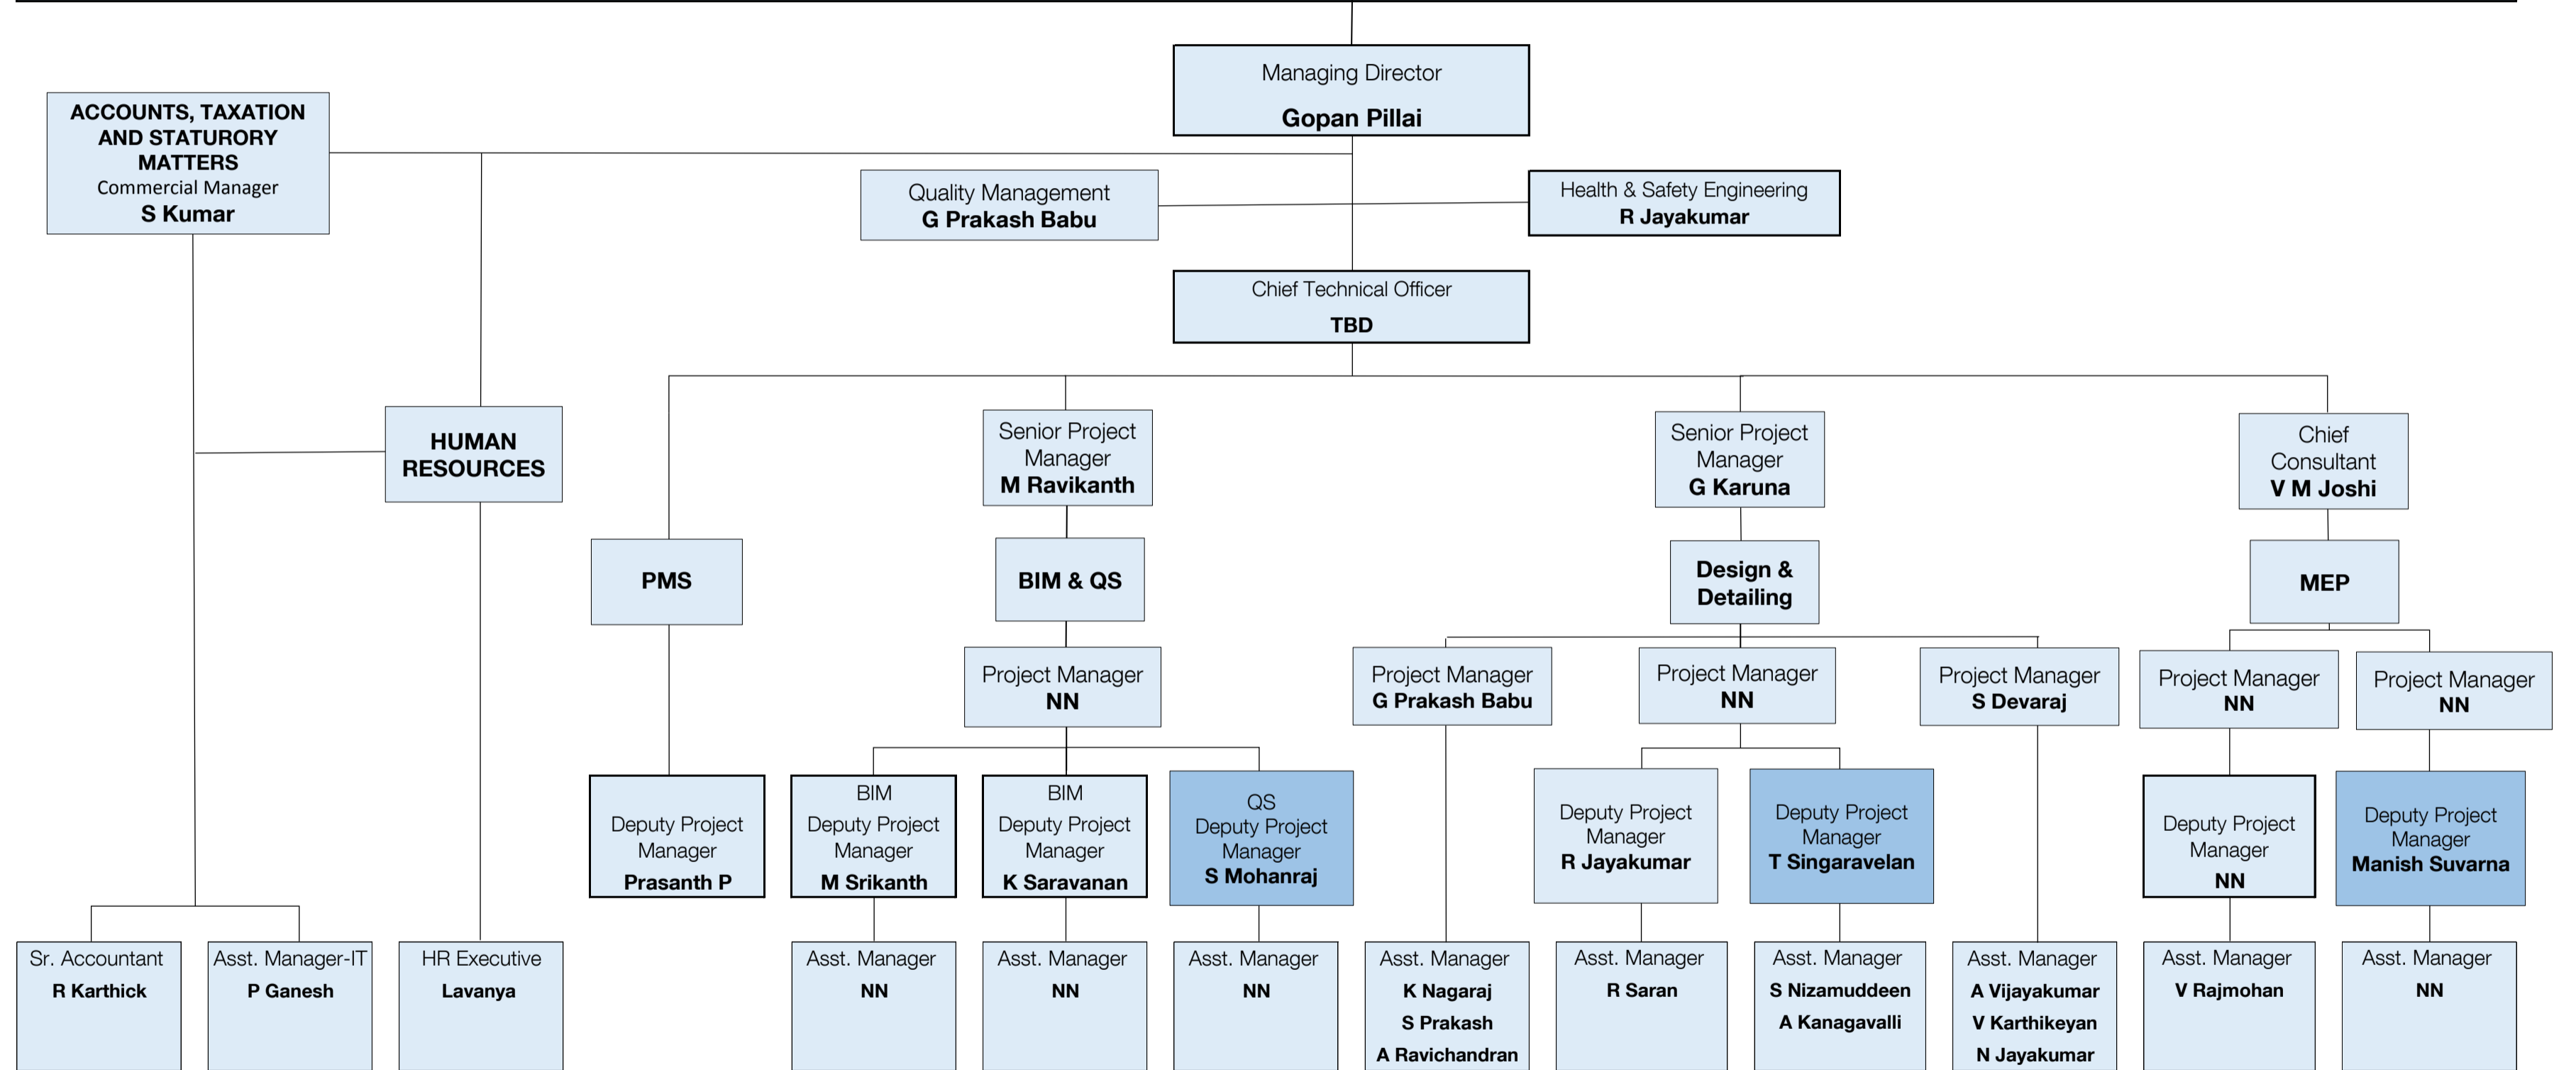 Managing Director
Gopan Pillai
ACCOUNTS, TAXATION
AND STATURORY
MATTERS
Commercial Manager
S Kumar
Quality Management
G Prakash Babu
Health & Safety Engineering
R Jayakumar
Chief Technical Officer
TBD
HUMAN
RESOURCES
Senior Project
Manager
M Ravikanth
Senior Project
Manager
G Karuna
Chief
Consultant
V M Joshi
PMS
BIM & QS
Design &
Detailing
MEP
Project Manager
NN
Project Manager
G Prakash Babu
Project Manager
NN
Project Manager
S Devaraj
Project Manager
NN
Project Manager
NN
Deputy Project
Manager
Prasanth P
BIM
Deputy Project
Manager
M Srikanth
BIM
Deputy Project
Manager
K Saravanan
QS
Deputy Project
Manager
S Mohanraj
Deputy Project
Manager
R Jayakumar
Deputy Project
Manager
T Singaravelan
Deputy Project
Manager
NN
Deputy Project
Manager
Manish Suvarna
Sr. Accountant
R Karthick
Asst. Manager-IT
P Ganesh
HR Executive
Lavanya
Asst. Manager
NN
Asst. Manager
NN
Asst. Manager
NN
Asst. Manager
K Nagaraj
S Prakash
A Ravichandran
Asst. Manager
R Saran
Asst. Manager
S Nizamuddeen
A Kanagavalli
Asst. Manager
A Vijayakumar
V Karthikeyan
N Jayakumar
Asst. Manager
V Rajmohan
Asst. Manager
NN